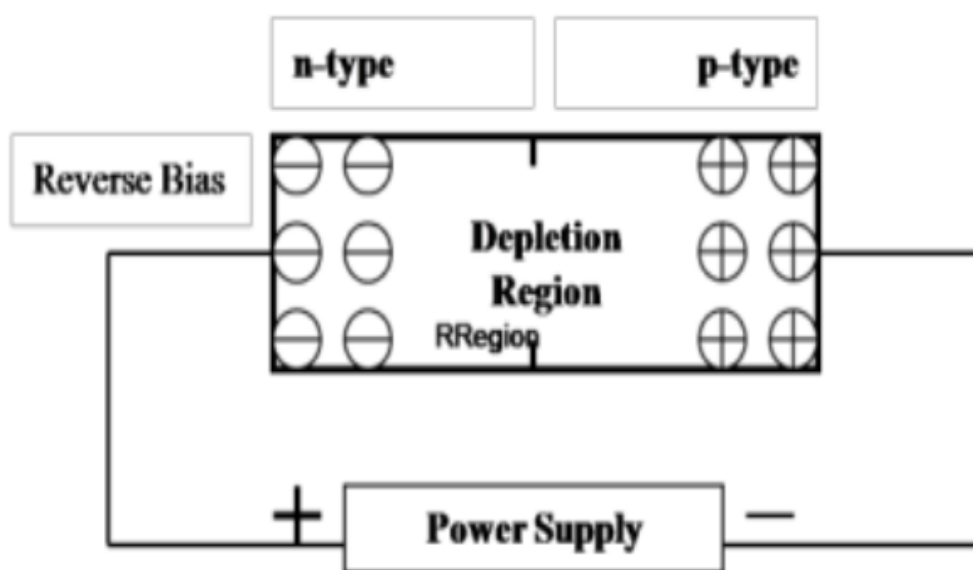 n-type
p-type
Reverse Bias
Depletion
Region
RRegion
+
Power Supply
−